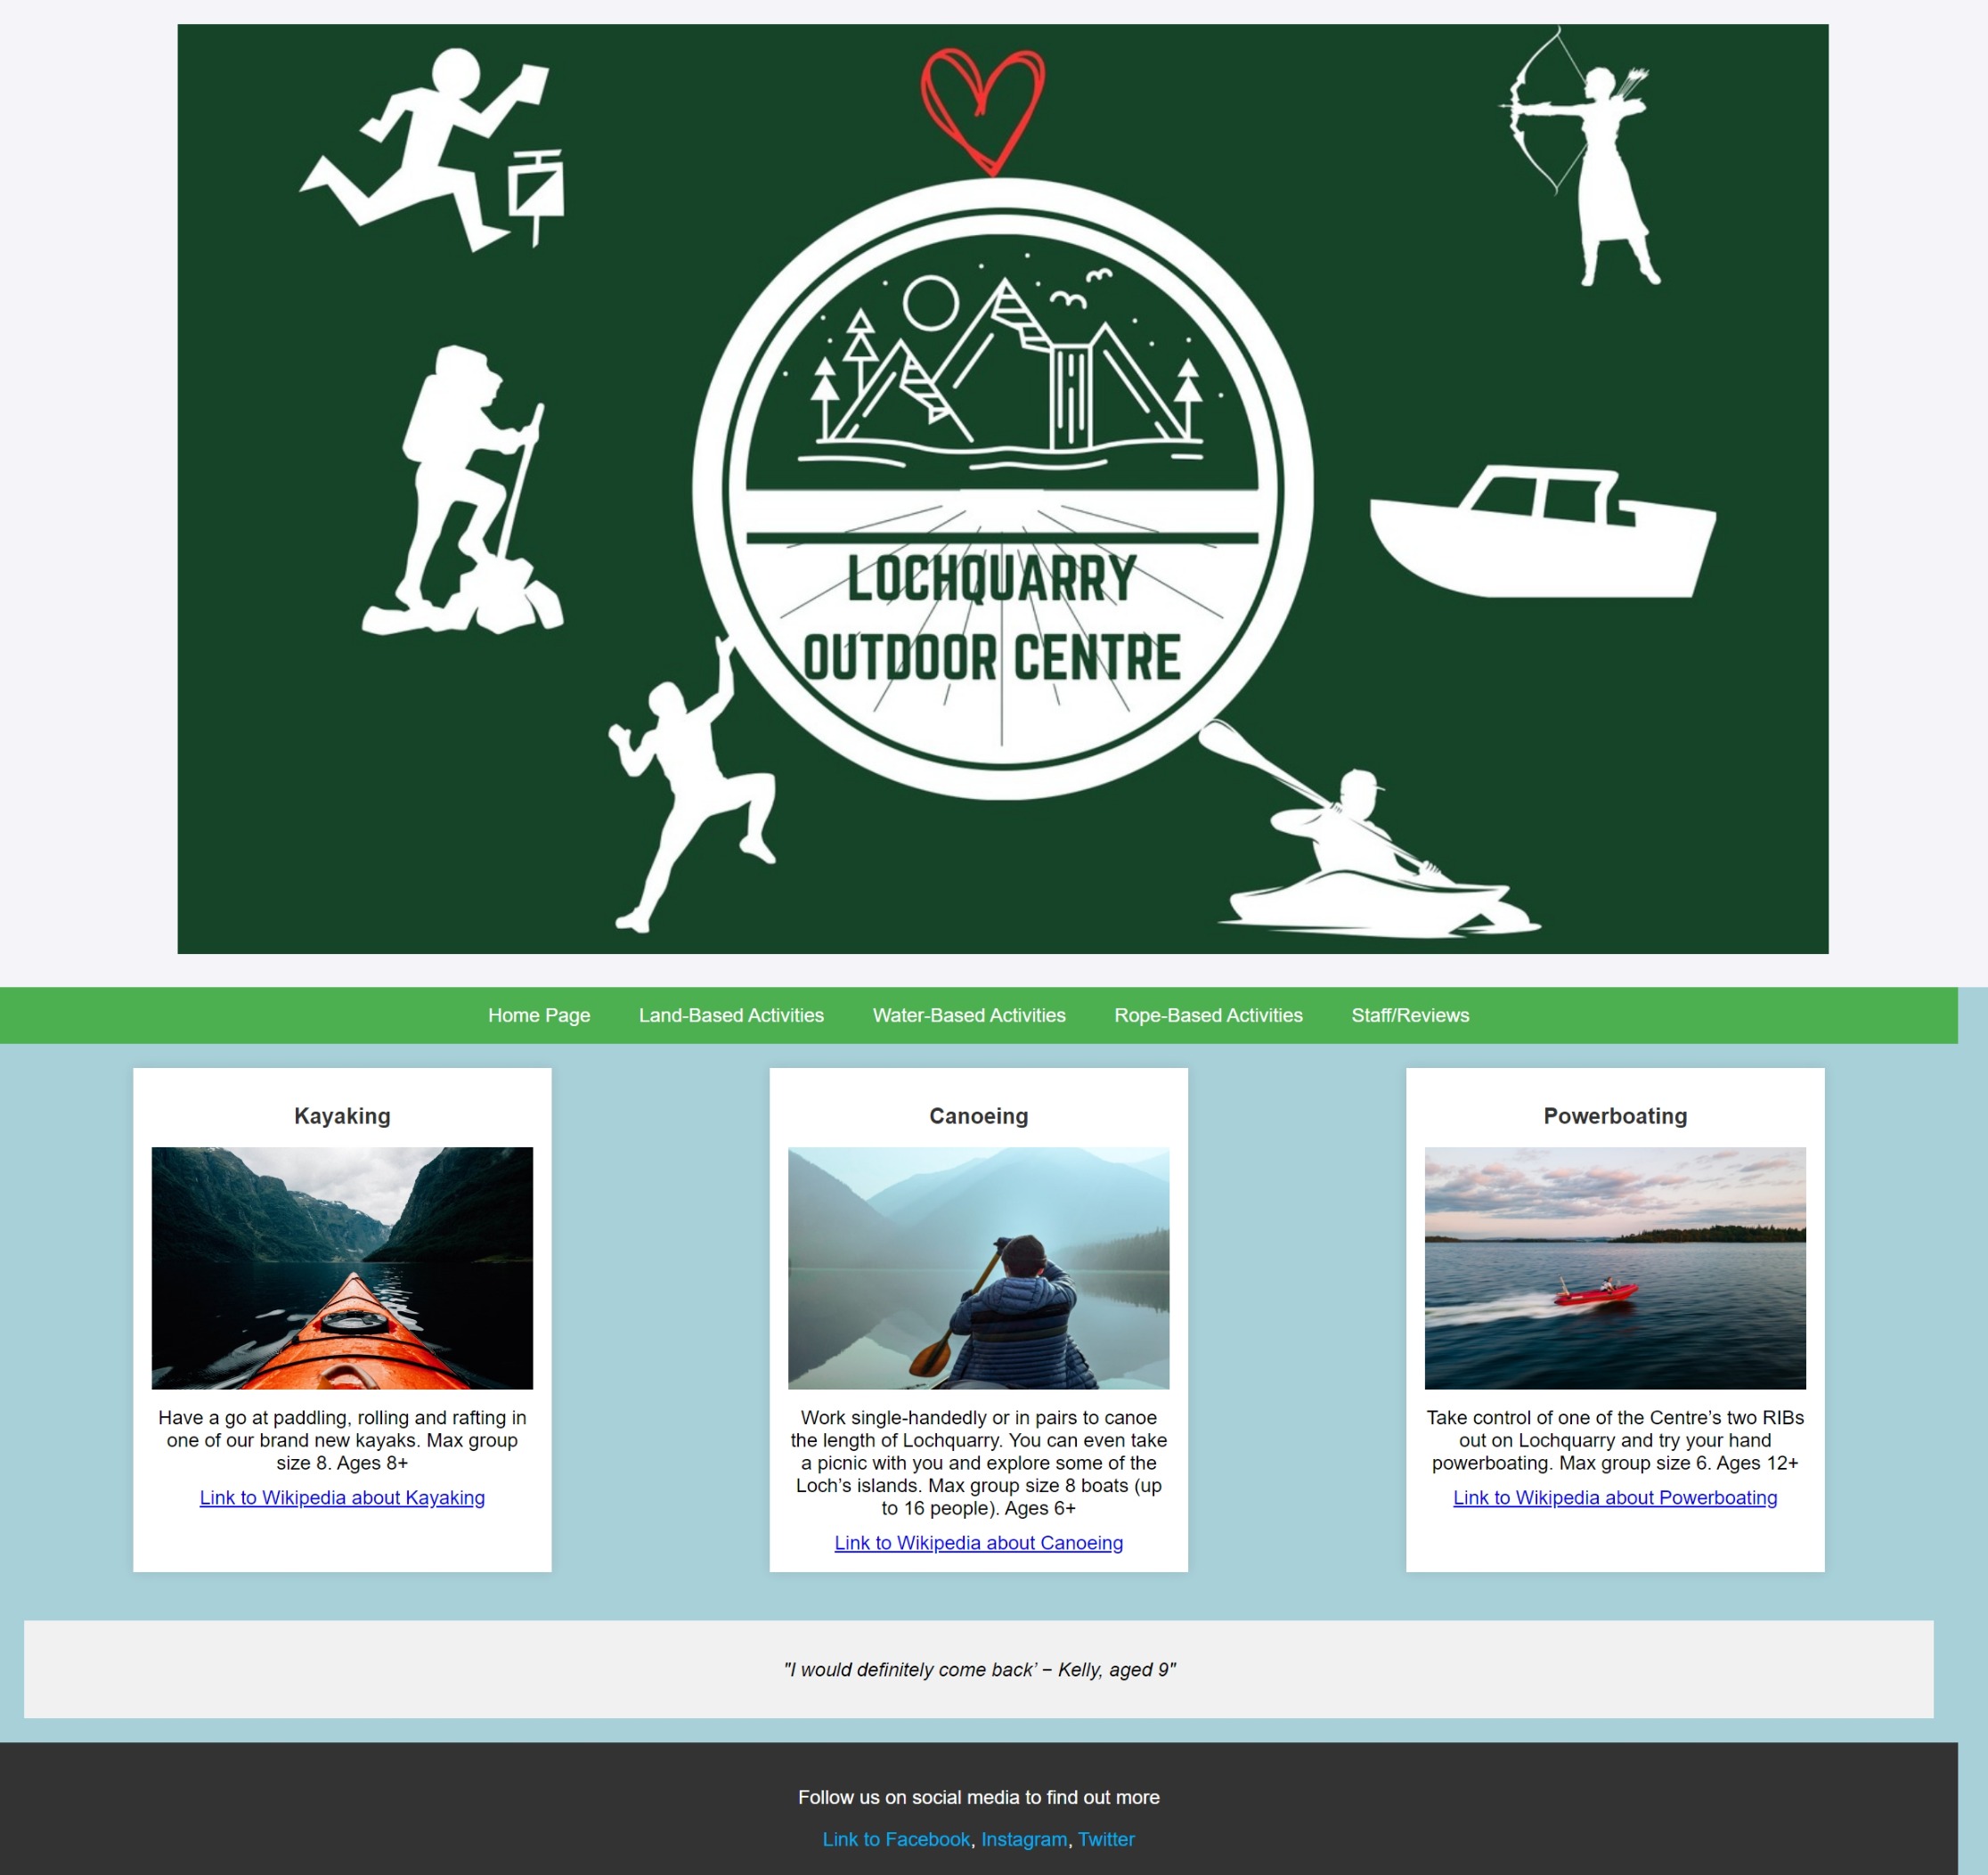 LOCHQUARRY
OUTDOOR CENTRE
Home Page Land-Based Activities Water-Based Activities Rope-Based Activities Staff/Reviews
Kayaking
Have a go at paddling, rolling and rafting in
one of our brand new kayaks. Max group
size 8. Ages 8+
Link to Wikipedia about Kayaking
Canoeing
Work single-handedly or in pairs to canoe
the length of Lochquarry. You can even take
a picnic with you and explore some of the
Loch’s islands. Max group size 8 boats (up
to 16 people). Ages 6+
Link to Wikipedia about Canoeing
Powerboating
Take control of one of the Centre’s two RIBs
out on Lochquarry and try your hand
powerboating. Max group size 6. Ages 12+
Link to Wikipedia about Powerboating
"I would definitely come back’ – Kelly, aged 9"
Follow us on social media to find out more
Link to Facebook, Instagram, Twitter